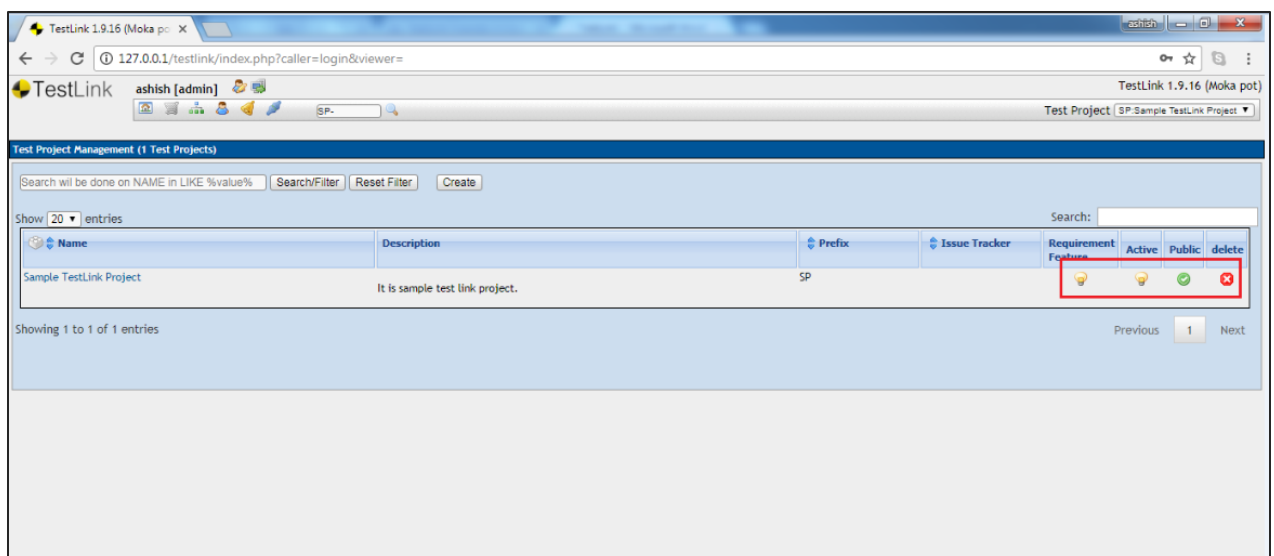 TestLink 1.9.16 (Moka po
ashish
127.0.0.1/testlink/index.php?caller=login&viewer=
TestLink ashish [admin] TestLink 1.9.16 (Moka pot)
SP- Test Project SP:Sample TestLink Project
Test Project Management (1 Test Projects)
Search wil be done on NAME in LIKE %value% Search/Filter Reset Filter Create
Show 20 entries Search:
Name Description Prefix Issue Tracker Requirement Feature Active Public delete
Sample TestLink Project It is sample test link project. SP
Showing 1 to 1 of 1 entries Previous 1 Next